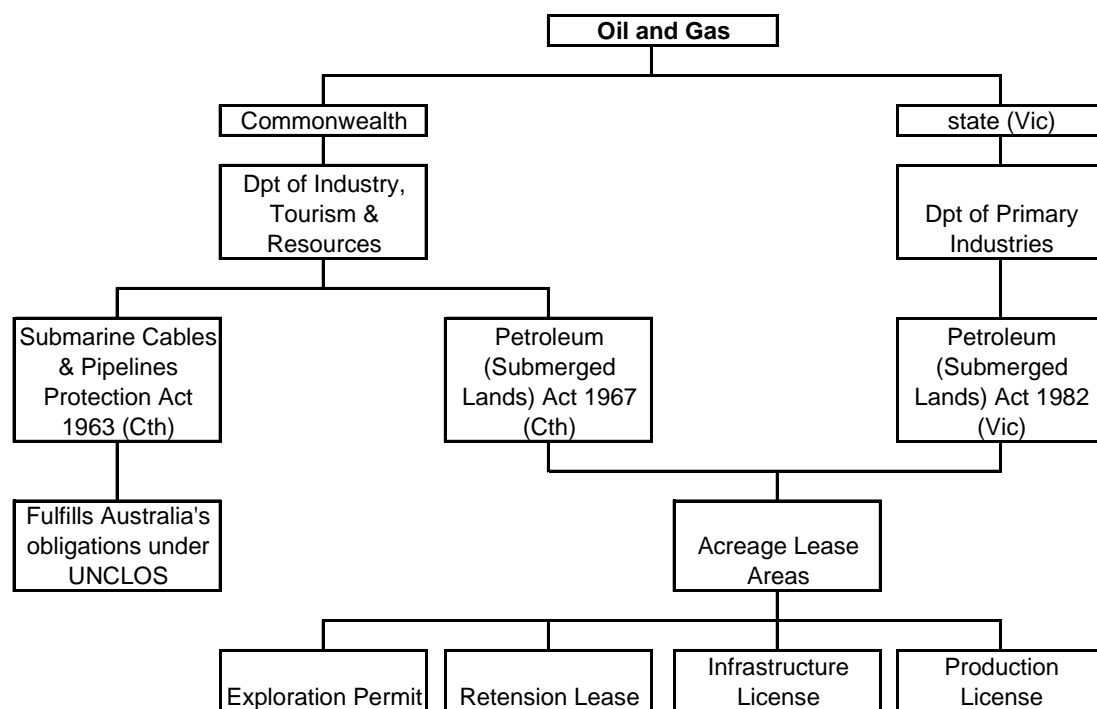 Oil and Gas
Commonwealth
state (Vic)
Dpt of Industry,
Tourism &
Resources
Dpt of Primary
Industries
Submarine Cables
& Pipelines
Protection Act
1963 (Cth)
Petroleum
(Submerged
Lands) Act 1967
(Cth)
Petroleum
(Submerged
Lands) Act 1982
(Vic)
Fulfills Australia's
obligations under
UNCLOS
Acreage Lease
Areas
Exploration Permit
Retension Lease
Infrastructure
License
Production
License